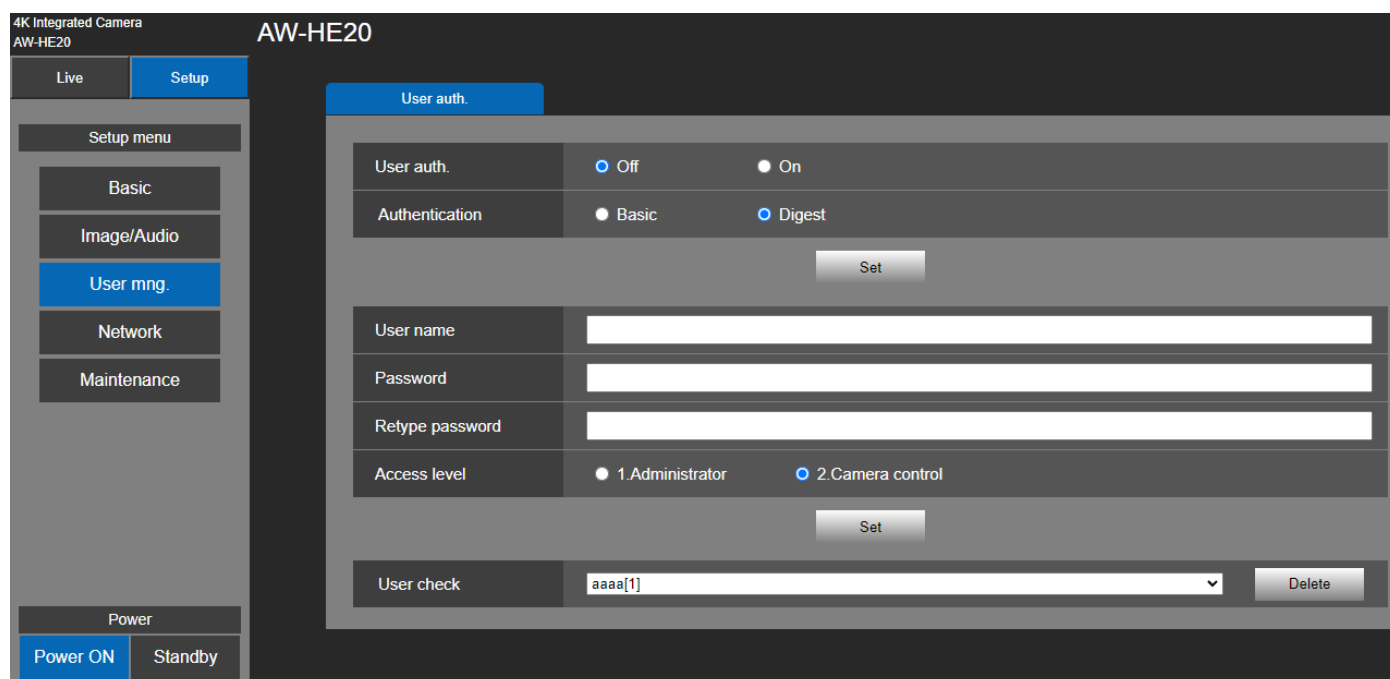 4K Integrated Camera
AW-HE20
AW-HE20
Live
Setup
Setup menu
Basic
Image/Audio
User mng.
Network
Maintenance
Power
Power ON
Standby
User auth.
User auth.
Off
On
Authentication
Basic
Digest
Set
User name
Password
Retype password
Access level
1.Administrator
2.Camera control
Set
User check
aaaa[1]
Delete